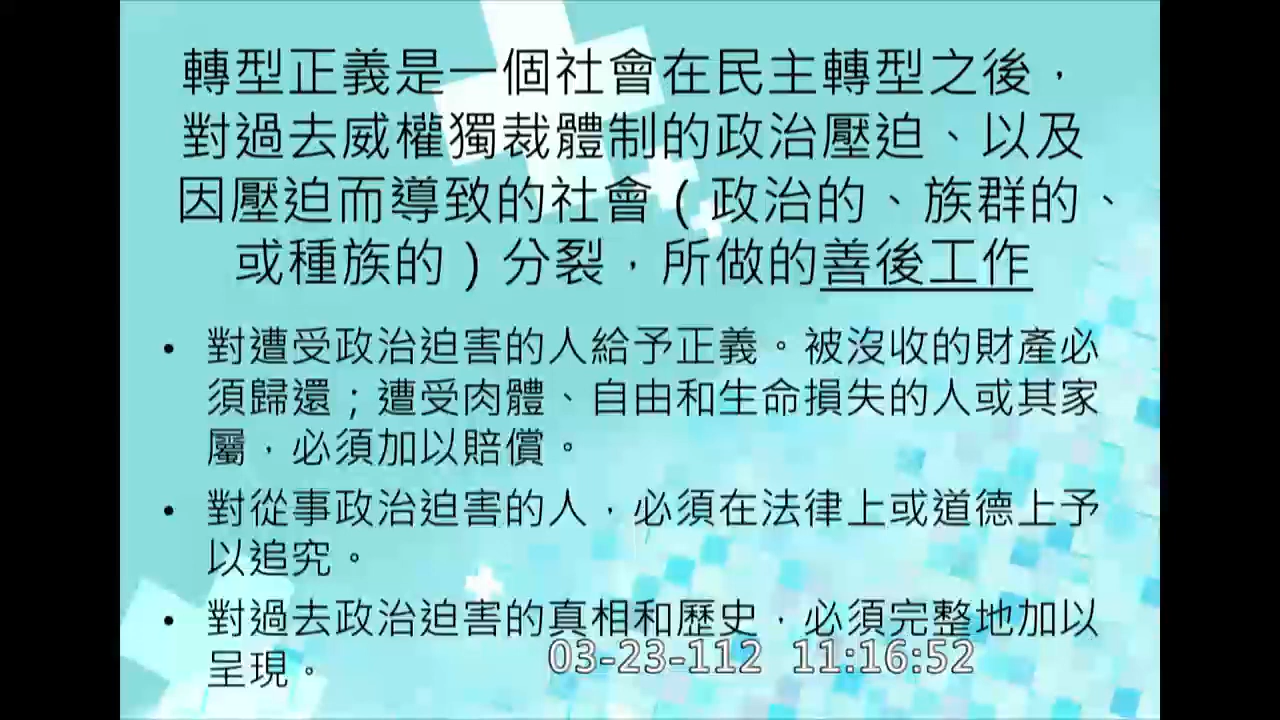 轉型正義是一個社會在民主轉型之後，
對過去威權獨裁體制的政治壓迫、以及
因壓迫而導致的社會（政治的、族群的、
或種族的）分裂，所做的善後工作
• 對遭受政治迫害的人給予正義。被沒收的財產必
須歸還；遭受肉體、自由和生命損失的人或其家
屬，必須加以賠償。
• 對從事政治迫害的人，必須在法律上或道德上予
以追究。
• 對過去政治迫害的真相和歷史，必須完整地加以
呈現。
03-23-112 11:16:52